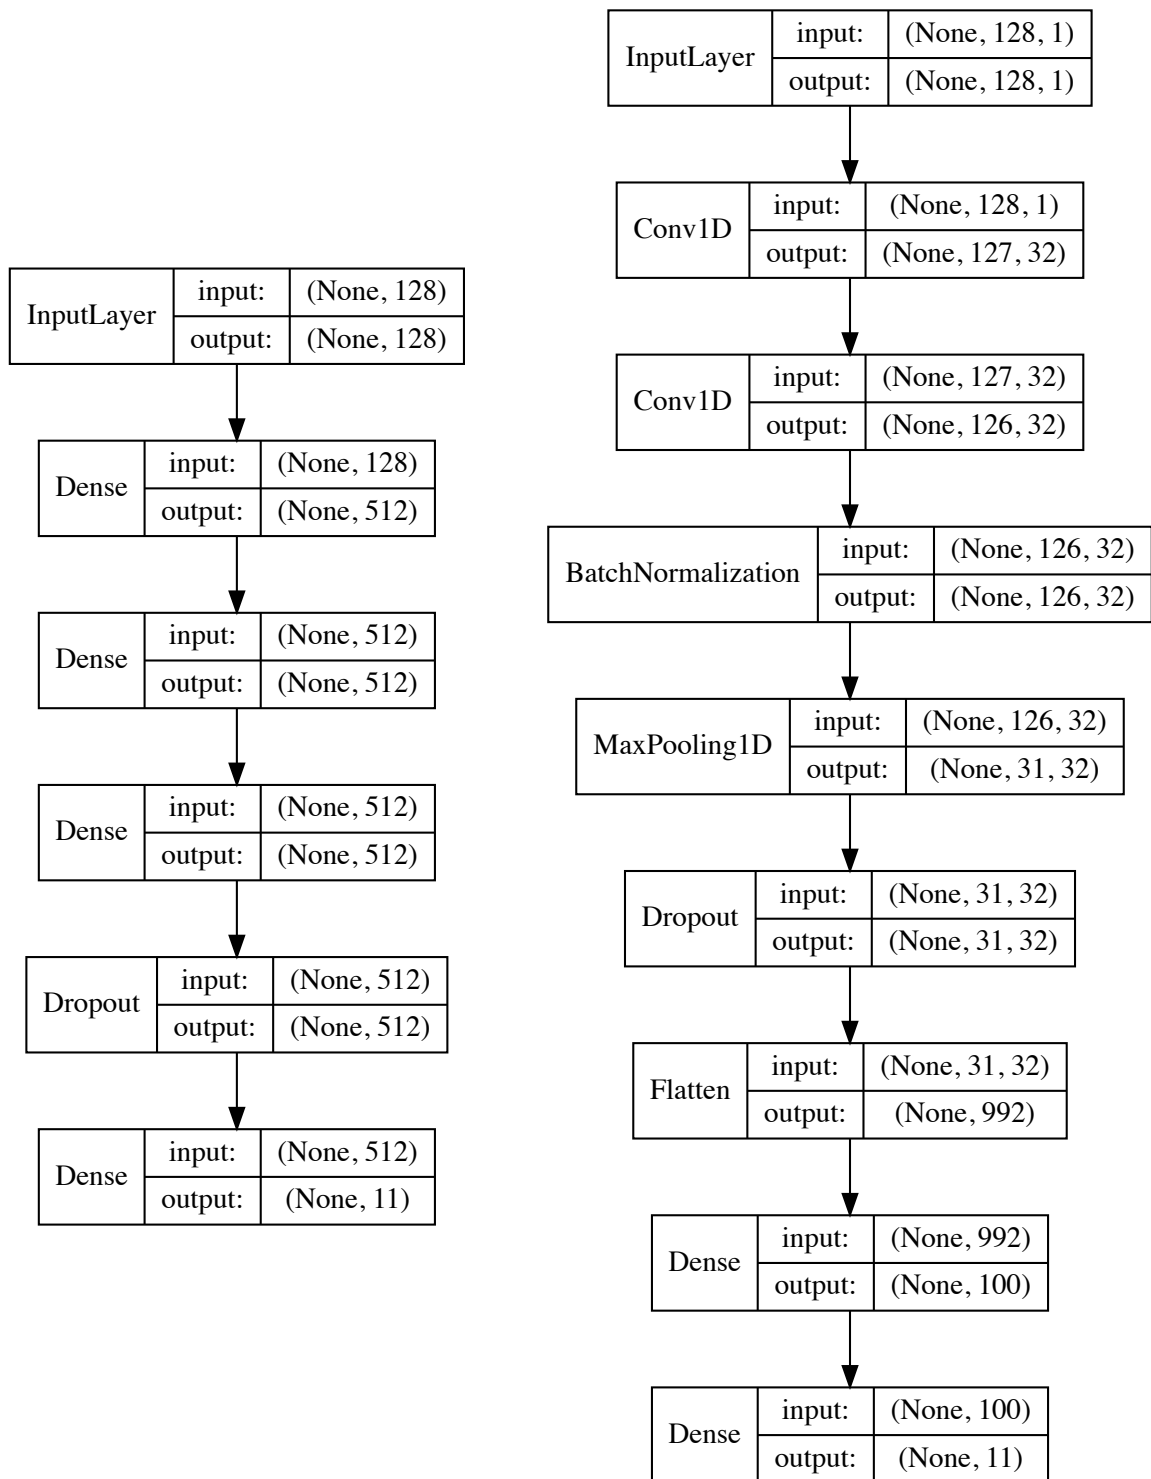 InputLayer
input: (None, 128)
output: (None, 128)
Dense
input: (None, 128)
output: (None, 512)
Dense
input: (None, 512)
output: (None, 512)
Dense
input: (None, 512)
output: (None, 512)
Dropout
input: (None, 512)
output: (None, 512)
Dense
input: (None, 512)
output: (None, 11)
InputLayer
input: (None, 128, 1)
output: (None, 128, 1)
Conv1D
input: (None, 128, 1)
output: (None, 127, 32)
Conv1D
input: (None, 127, 32)
output: (None, 126, 32)
BatchNormalization
input: (None, 126, 32)
output: (None, 126, 32)
MaxPooling1D
input: (None, 126, 32)
output: (None, 31, 32)
Dropout
input: (None, 31, 32)
output: (None, 31, 32)
Flatten
input: (None, 31, 32)
output: (None, 992)
Dense
input: (None, 992)
output: (None, 100)
Dense
input: (None, 100)
output: (None, 11)